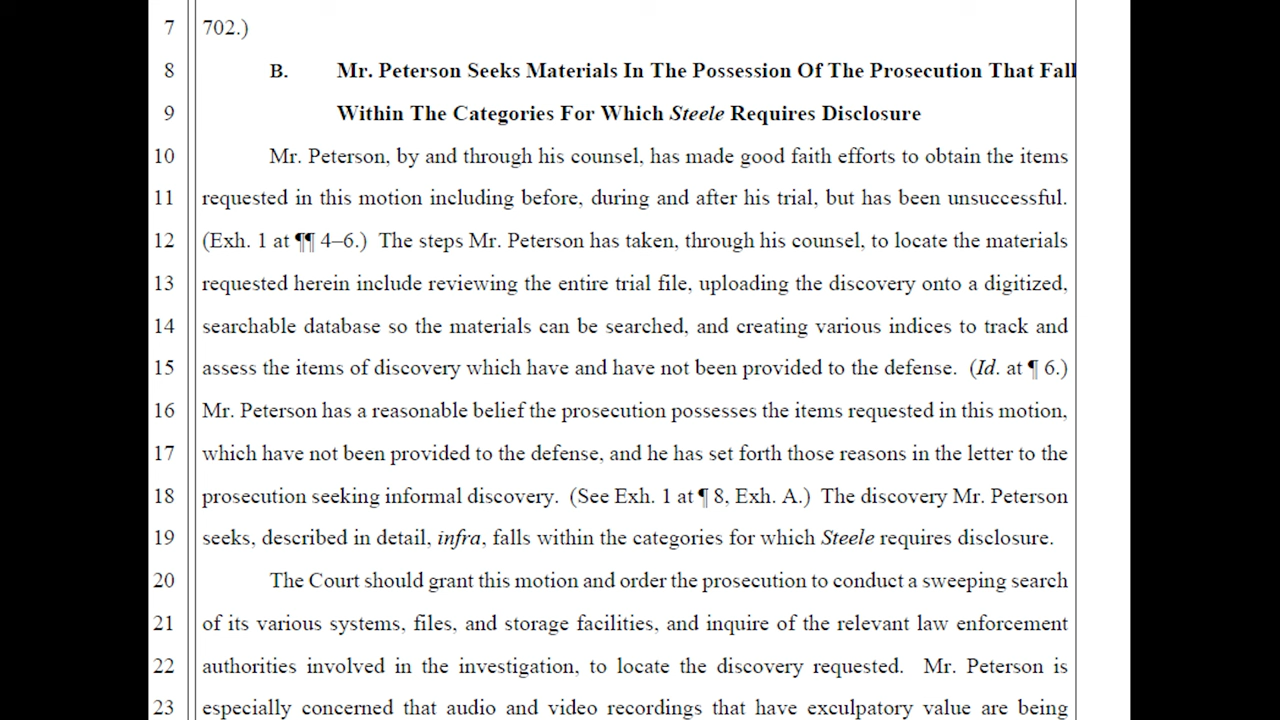 7 702.)
8 B. Mr. Peterson Seeks Materials In The Possession Of The Prosecution That Fall
9 Within The Categories For Which Steele Requires Disclosure
10 Mr. Peterson, by and through his counsel, has made good faith efforts to obtain the items
11 requested in this motion including before, during and after his trial, but has been unsuccessful.
12 (Exh. 1 at ¶¶ 4–6.) The steps Mr. Peterson has taken, through his counsel, to locate the materials
13 requested herein include reviewing the entire trial file, uploading the discovery onto a digitized,
14 searchable database so the materials can be searched, and creating various indices to track and
15 assess the items of discovery which have and have not been provided to the defense. (Id. at ¶ 6.)
16 Mr. Peterson has a reasonable belief the prosecution possesses the items requested in this motion,
17 which have not been provided to the defense, and he has set forth those reasons in the letter to the
18 prosecution seeking informal discovery. (See Exh. 1 at ¶ 8, Exh. A.) The discovery Mr. Peterson
19 seeks, described in detail, infra, falls within the categories for which Steele requires disclosure.
20 The Court should grant this motion and order the prosecution to conduct a sweeping search
21 of its various systems, files, and storage facilities, and inquire of the relevant law enforcement
22 authorities involved in the investigation, to locate the discovery requested. Mr. Peterson is
23 especially concerned that audio and video recordings that have exculpatory value are being